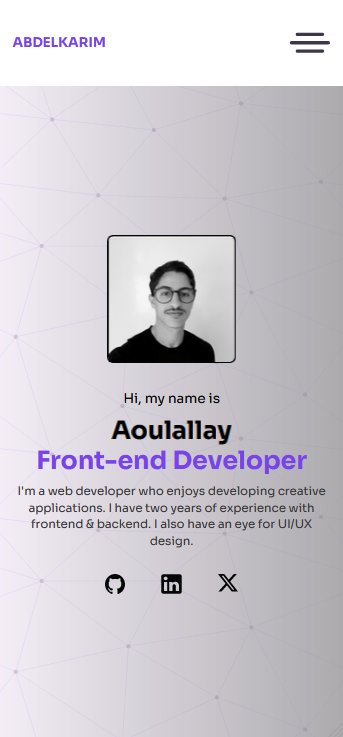 ABDELKARIM
Hi, my name is
Aoulallay
Front-end Developer
I'm a web developer who enjoys developing creative
applications. I have two years of experience with
frontend & backend. I also have an eye for UI/UX
design.